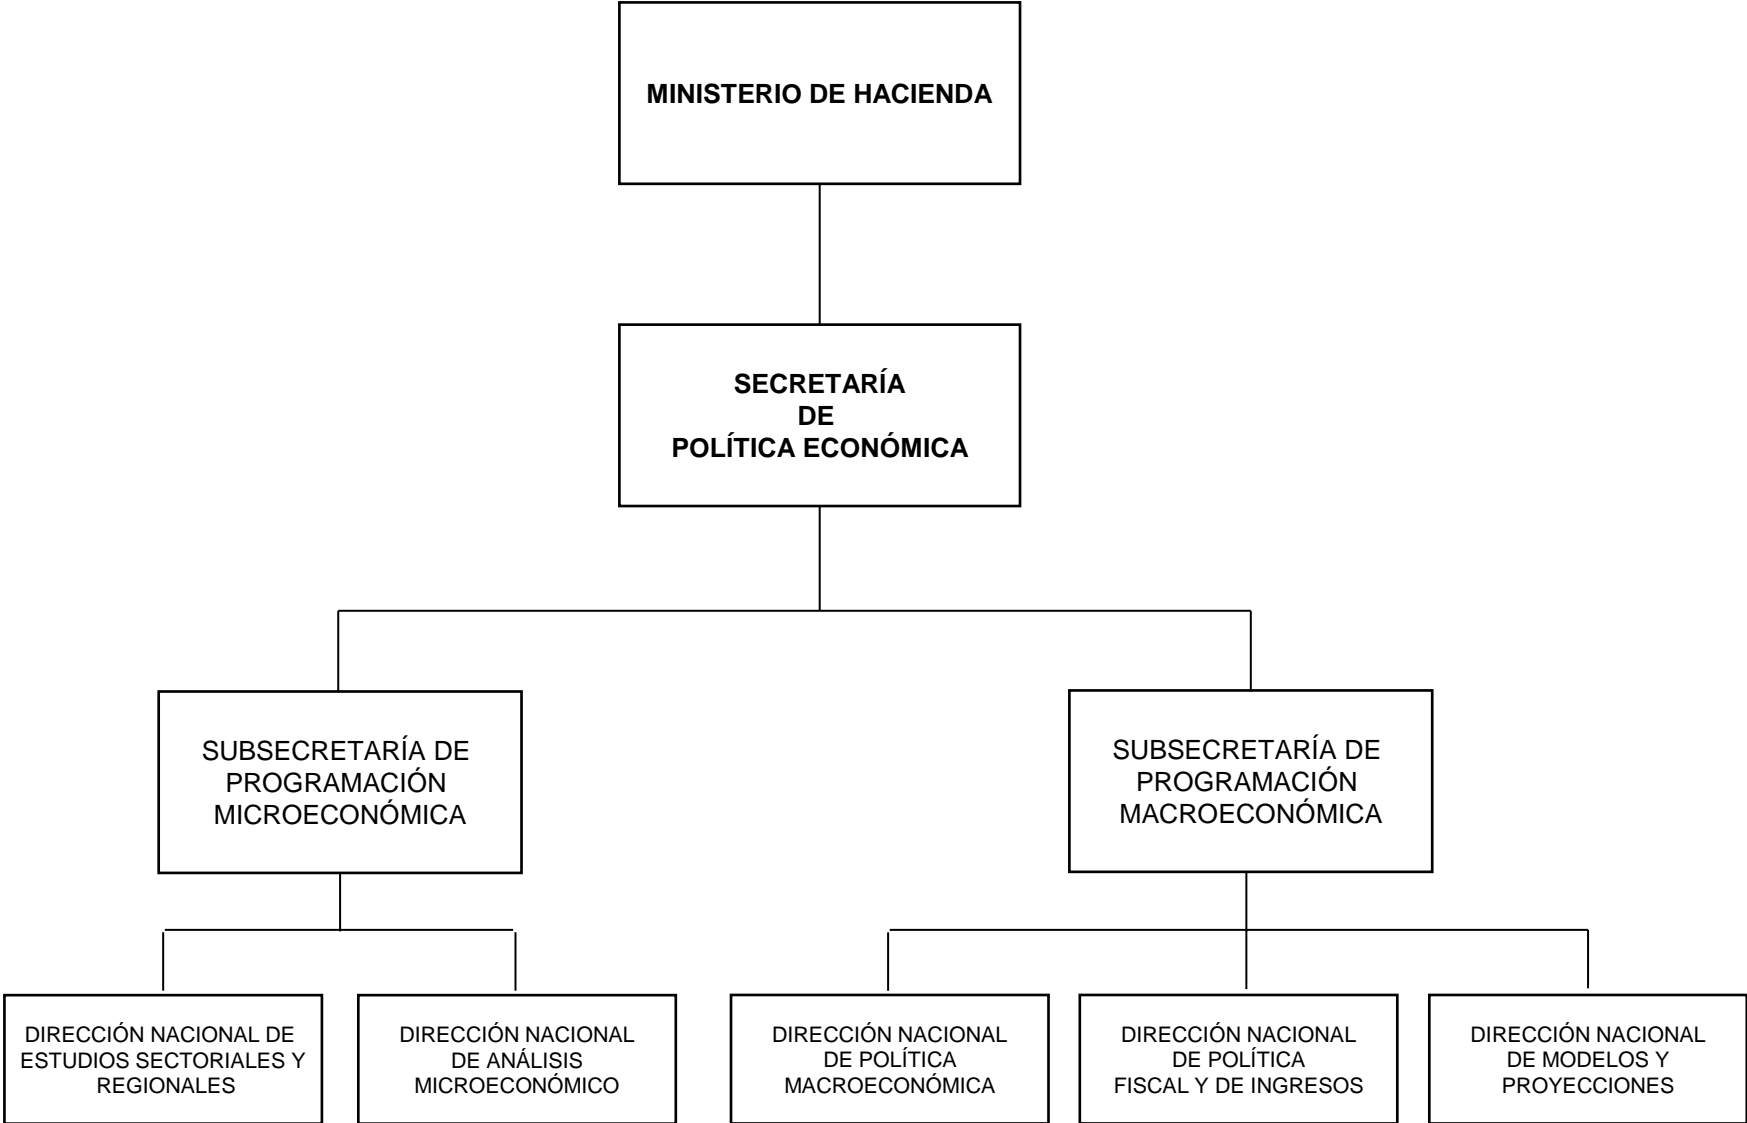 MINISTERIO DE HACIENDA
SECRETARÍA
DE
POLÍTICA ECONÓMICA
SUBSECRETARÍA DE
PROGRAMACIÓN
MICROECONÓMICA
SUBSECRETARÍA DE
PROGRAMACIÓN
MACROECONÓMICA
DIRECCIÓN NACIONAL DE
ESTUDIOS SECTORIALES Y
REGIONALES
DIRECCIÓN NACIONAL
DE ANÁLISIS
MICROECONÓMICO
DIRECCIÓN NACIONAL
DE POLÍTICA
MACROECONÓMICA
DIRECCIÓN NACIONAL
DE POLÍTICA
FISCAL Y DE INGRESOS
DIRECCIÓN NACIONAL
DE MODELOS Y
PROYECCIONES